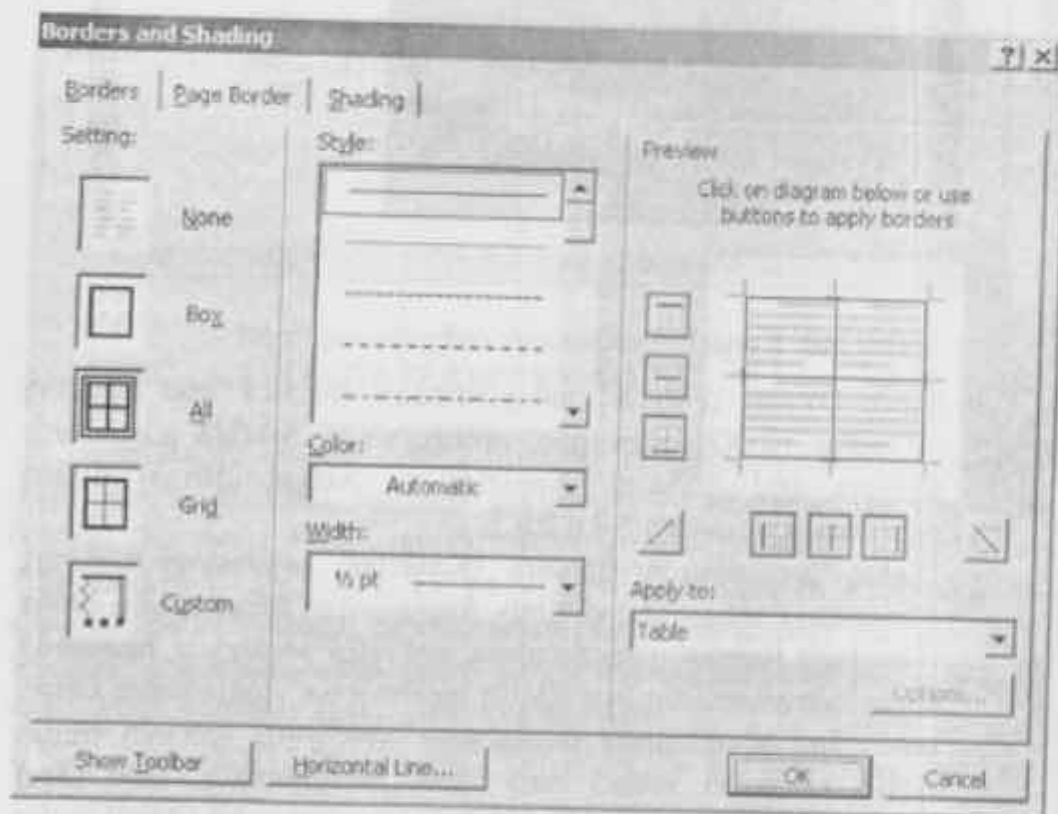 Borders and Shading
Borders
Page Border
Shading
Setting:
None
Box
All
Grid
Custom
Style:
Color:
Automatic
Width:
½ pt
Preview
Click on diagram below or use
buttons to apply borders
Apply to:
Table
Options...
Show Toolbar
Horizontal Line...
OK
Cancel